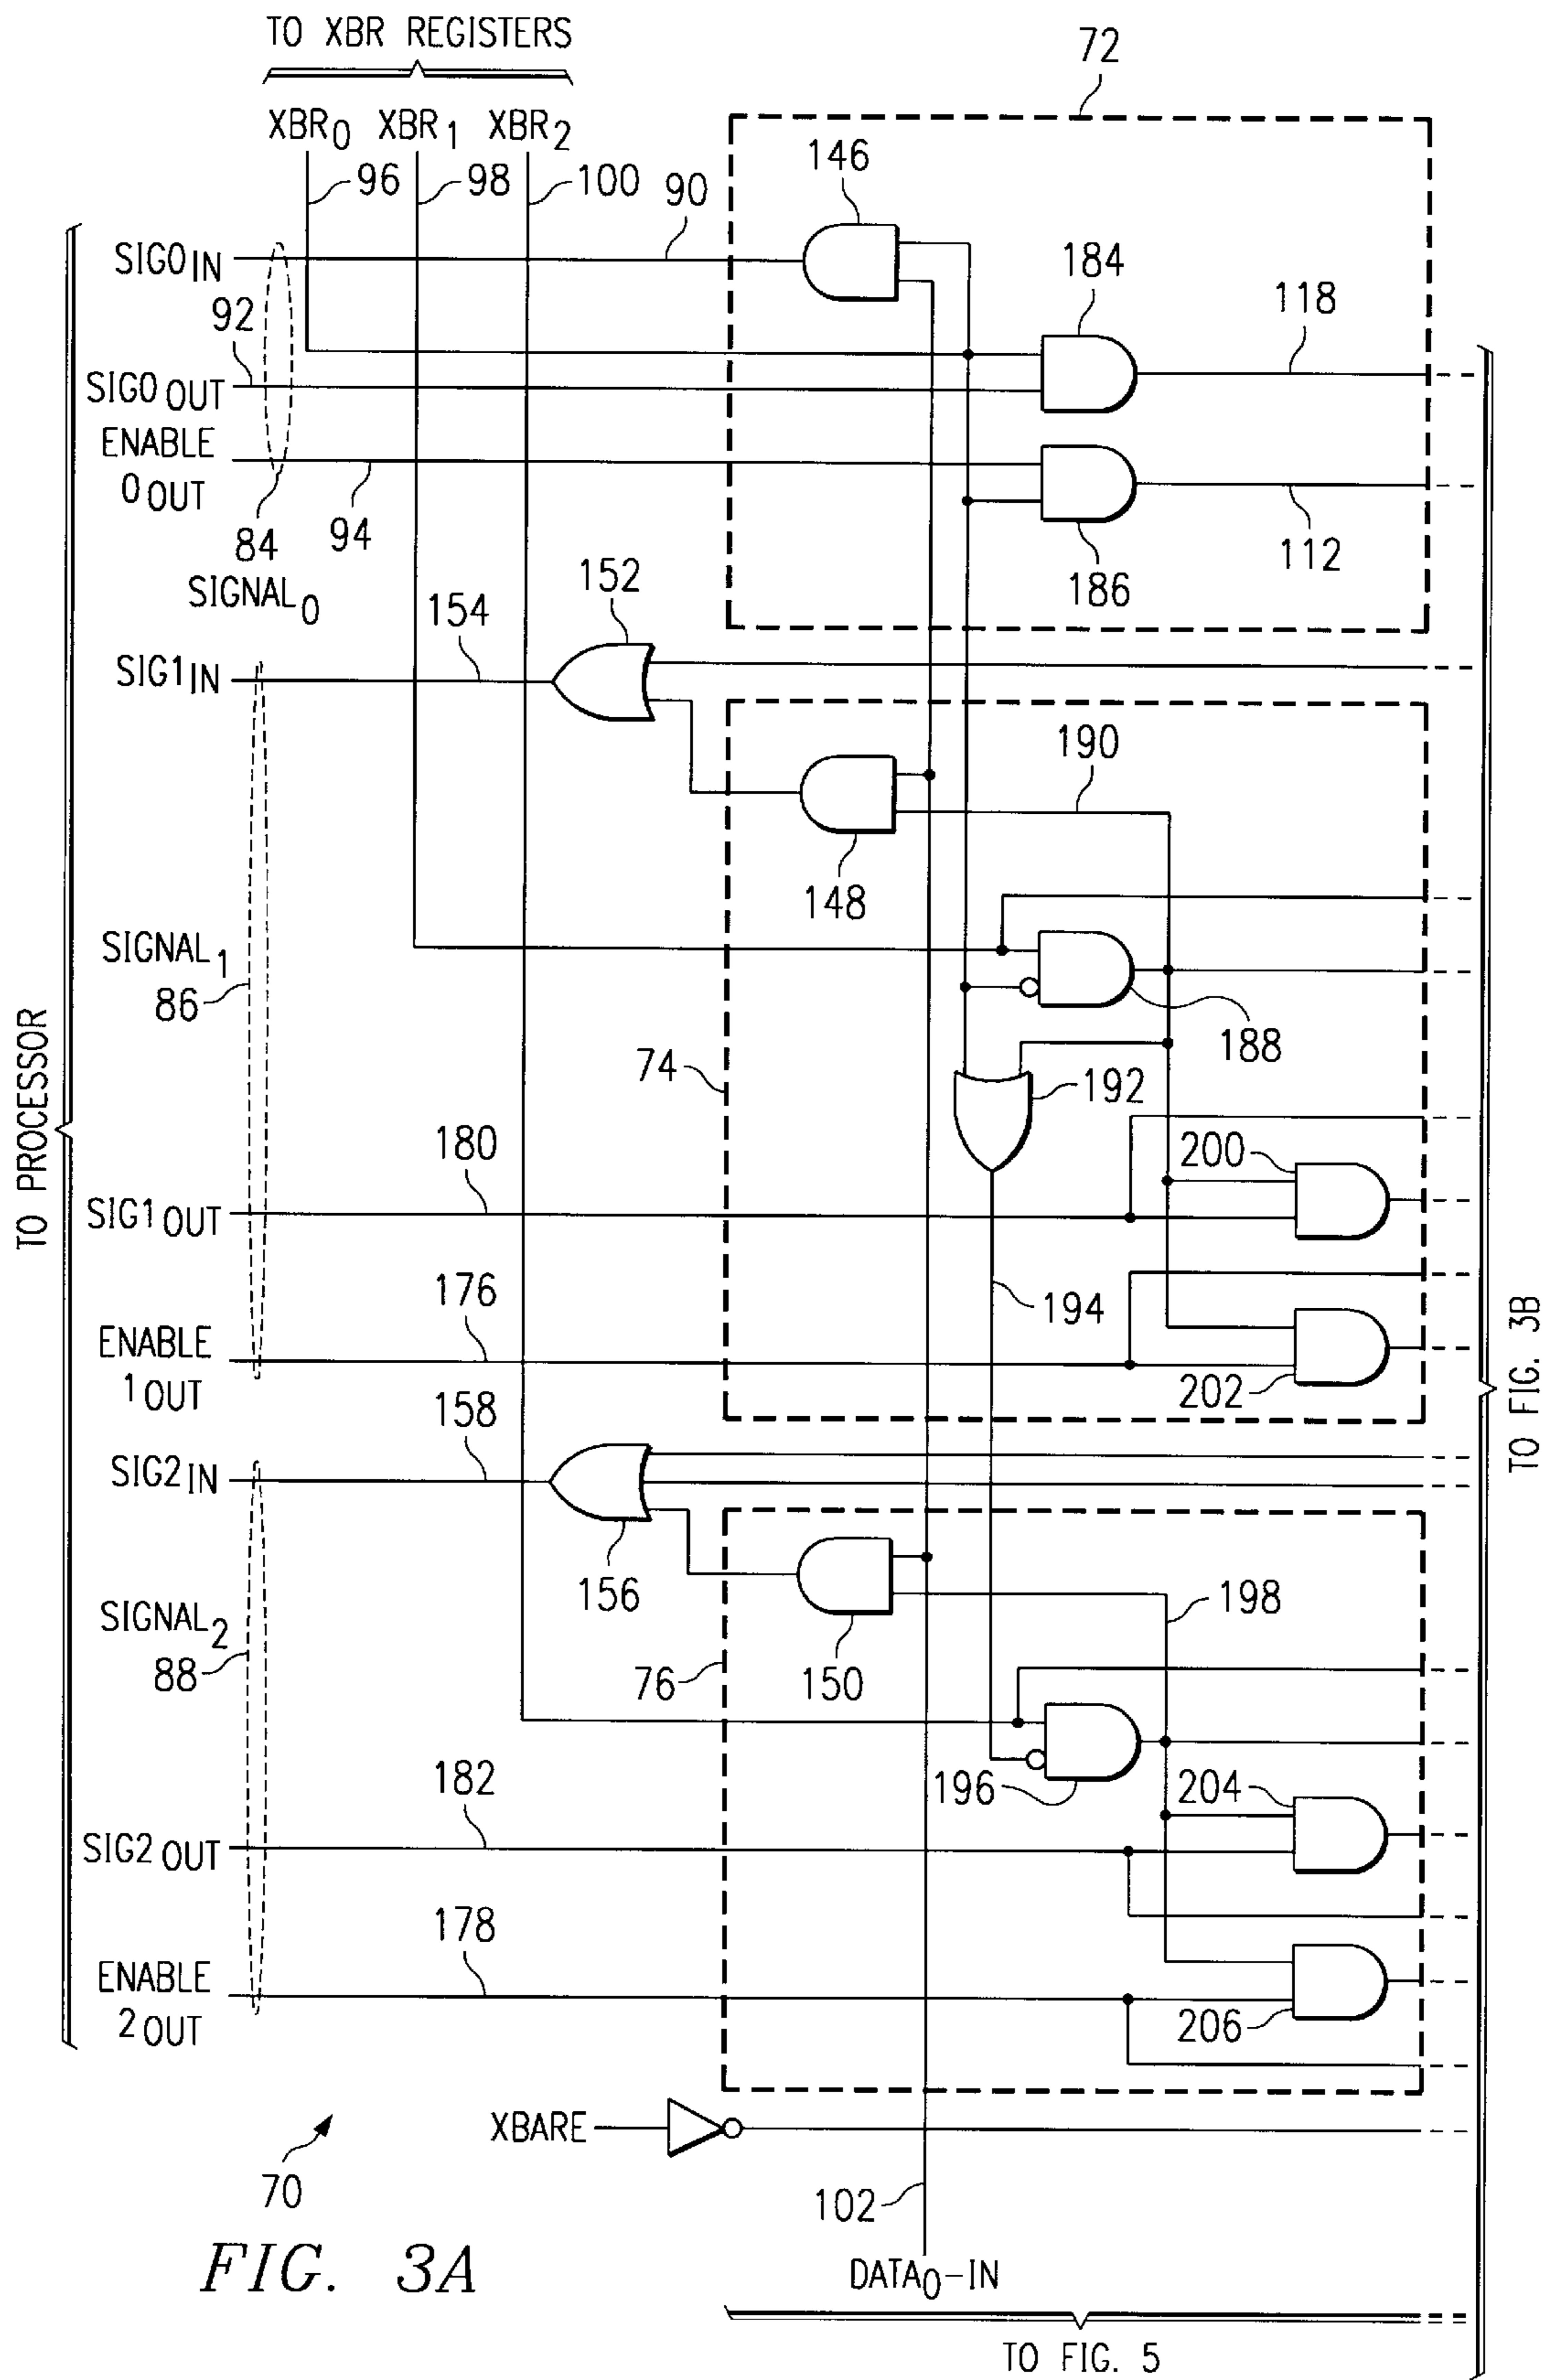 TO XBR REGISTERS
72
XBR0 XBR1 XBR2
146
96 98 100 90
SIG0IN
184
92
118
SIG0OUT
ENABLE
0OUT
84 94
SIGNAL0
186
112
152
154
SIG1IN
190
148
SIGNAL1
86
188
74
192
TO PROCESSOR
180
200
SIG1OUT
176
194
TO FIG. 3B
ENABLE
1OUT
202
158
SIG2IN
156
198
SIGNAL2
88
76
150
182
196
204
SIG2OUT
178
ENABLE
2OUT
206
XBARE
70
102
FIG. 3A
DATA0-IN
TO FIG. 5